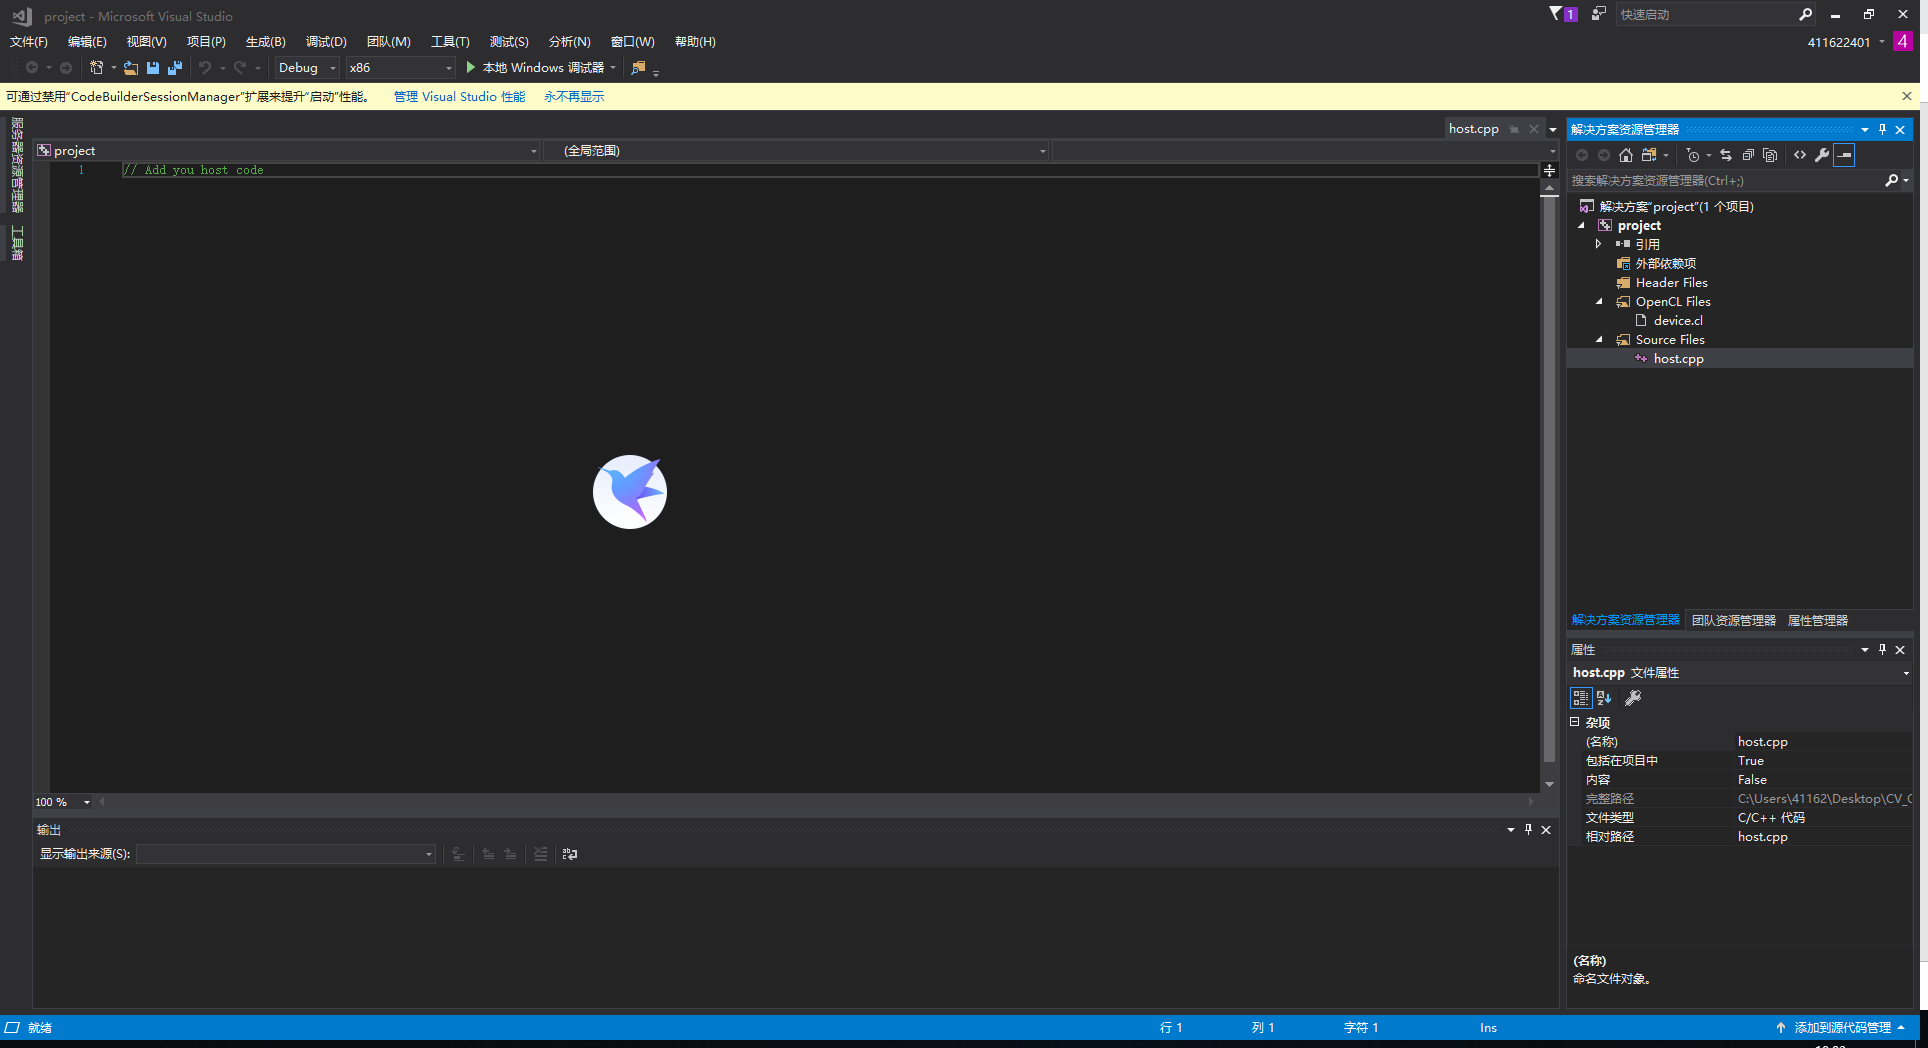 project - Microsoft Visual Studio
1
快速启动
文件(F) 编辑(E) 视图(V) 项目(P) 生成(B) 调试(D) 团队(M) 工具(T) 测试(S) 分析(N) 窗口(W) 帮助(H)
411622401 4
Debug x86 本地 Windows 调试器
可通过禁用“CodeBuilderSessionManager”扩展来提升“启动”性能。 管理 Visual Studio 性能 永不再显示
服务器资源管理器
工具箱
host.cpp
project (全局范围)
1 // Add you host code
100 %
输出
显示输出来源(S):
解决方案资源管理器
搜索解决方案资源管理器(Ctrl+;)
解决方案“project”(1 个项目)
project
引用
外部依赖项
Header Files
OpenCL Files
device.cl
Source Files
host.cpp
解决方案资源管理器 团队资源管理器 属性管理器
属性
host.cpp 文件属性
杂项
(名称) host.cpp
包括在项目中 True
内容 False
完整路径 C:\Users\41162\Desktop\CV_
文件类型 C/C++ 代码
相对路径 host.cpp
(名称)
命名文件对象。
就绪 行 1 列 1 字符 1 Ins 添加到源代码管理